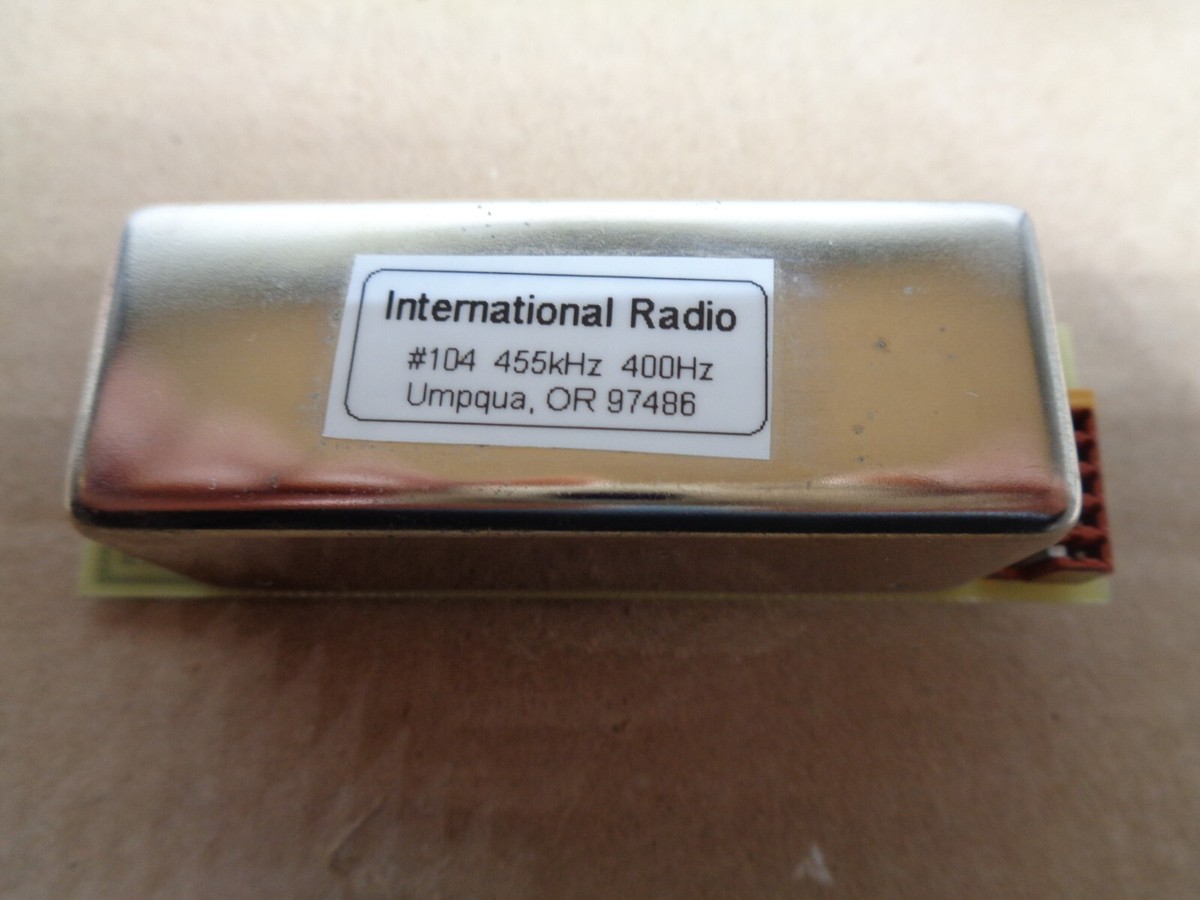 International Radio
#104 455kHz 400Hz
Umpqua, OR 97486